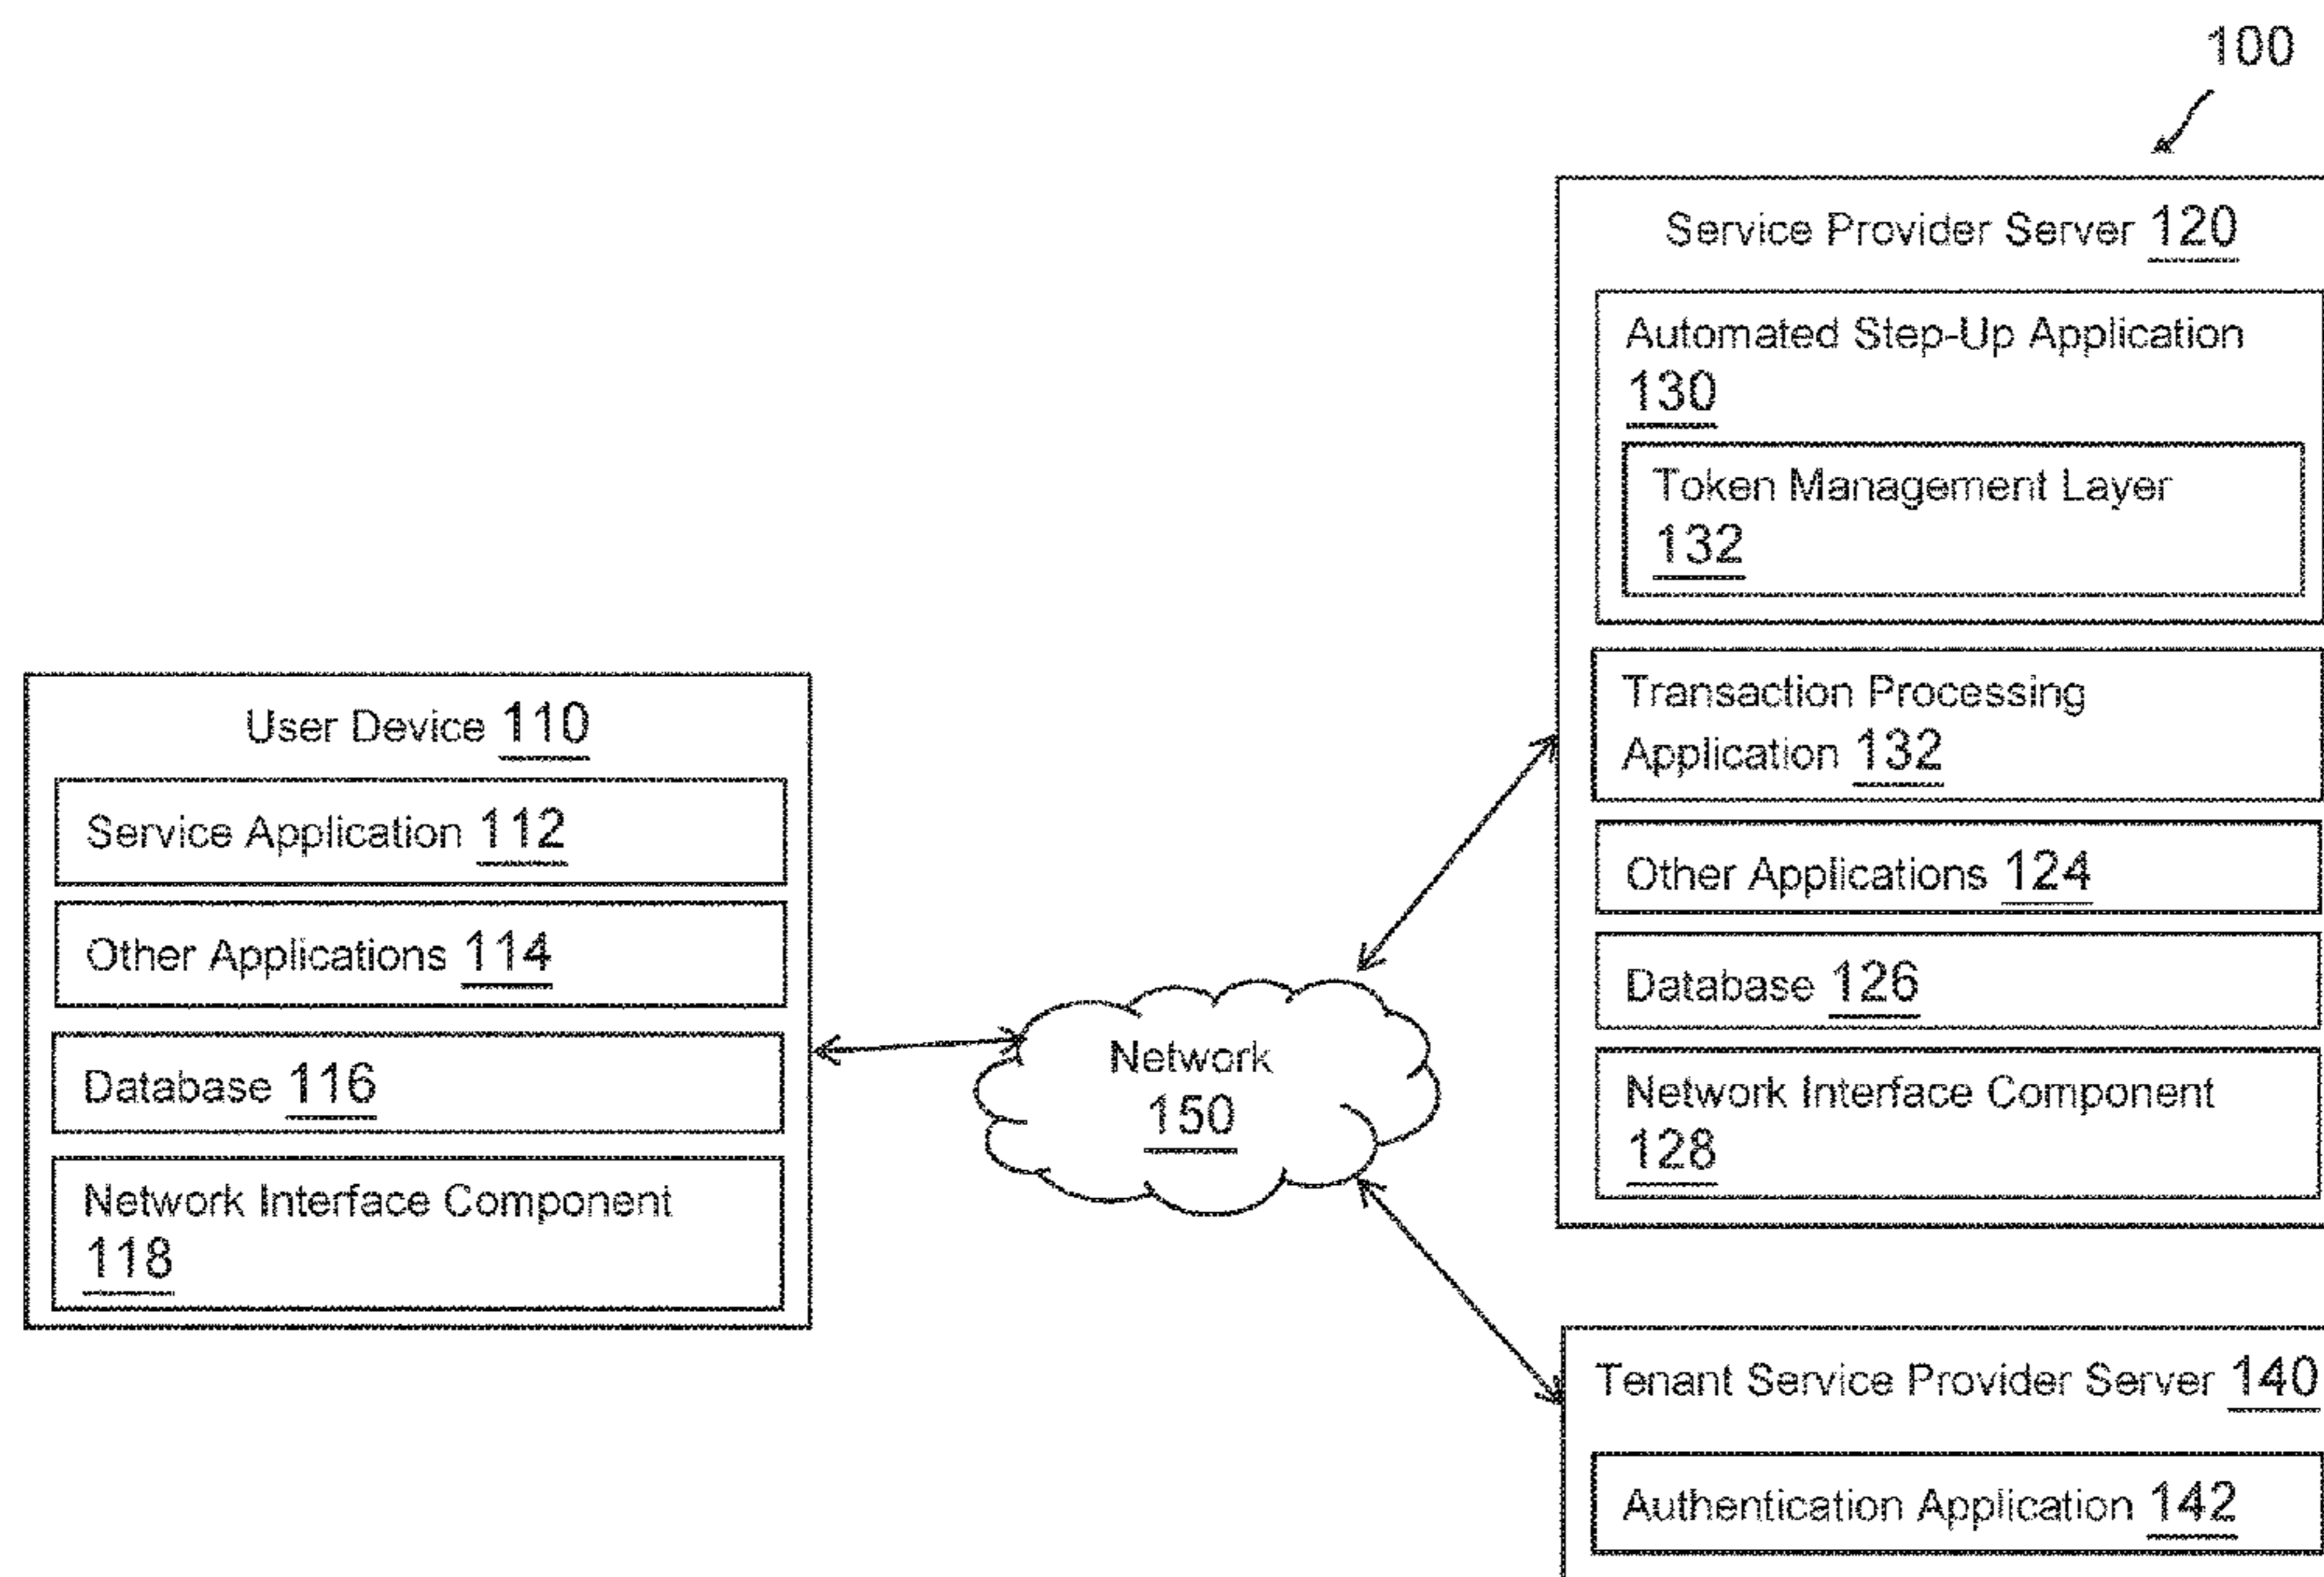 100
Service Provider Server 120
Automated Step-Up Application
130
Token Management Layer
132
Transaction Processing
Application 132
Other Applications 124
Database 126
Network Interface Component
128
User Device 110
Service Application 112
Other Applications 114
Database 116
Network Interface Component
118
Network
150
Tenant Service Provider Server 140
Authentication Application 142